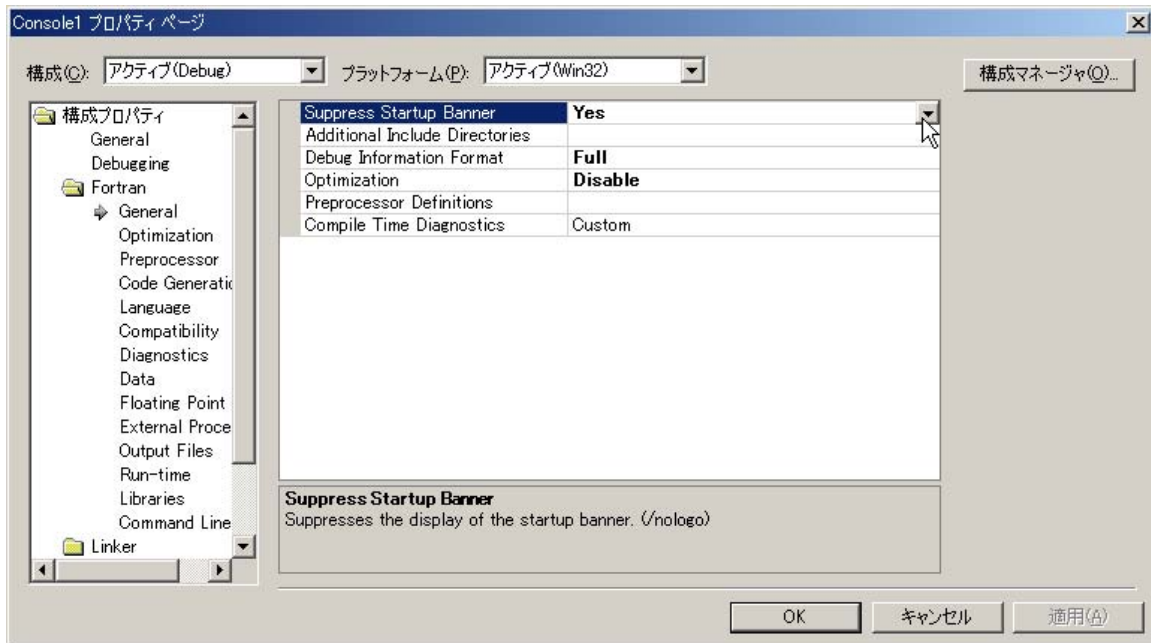 Console1 プロパティ ページ
構成(C): アクティブ(Debug) プラットフォーム(P): アクティブ(Win32) 構成マネージャ(O)...
構成プロパティ
General
Debugging
Fortran
General
Optimization
Preprocessor
Code Generatic
Language
Compatibility
Diagnostics
Data
Floating Point
External Proce
Output Files
Run-time
Libraries
Command Line
Linker
Suppress Startup Banner Yes
Additional Include Directories
Debug Information Format Full
Optimization Disable
Preprocessor Definitions
Compile Time Diagnostics Custom
Suppress Startup Banner
Suppresses the display of the startup banner. (/nologo)
OK キャンセル 適用(A)